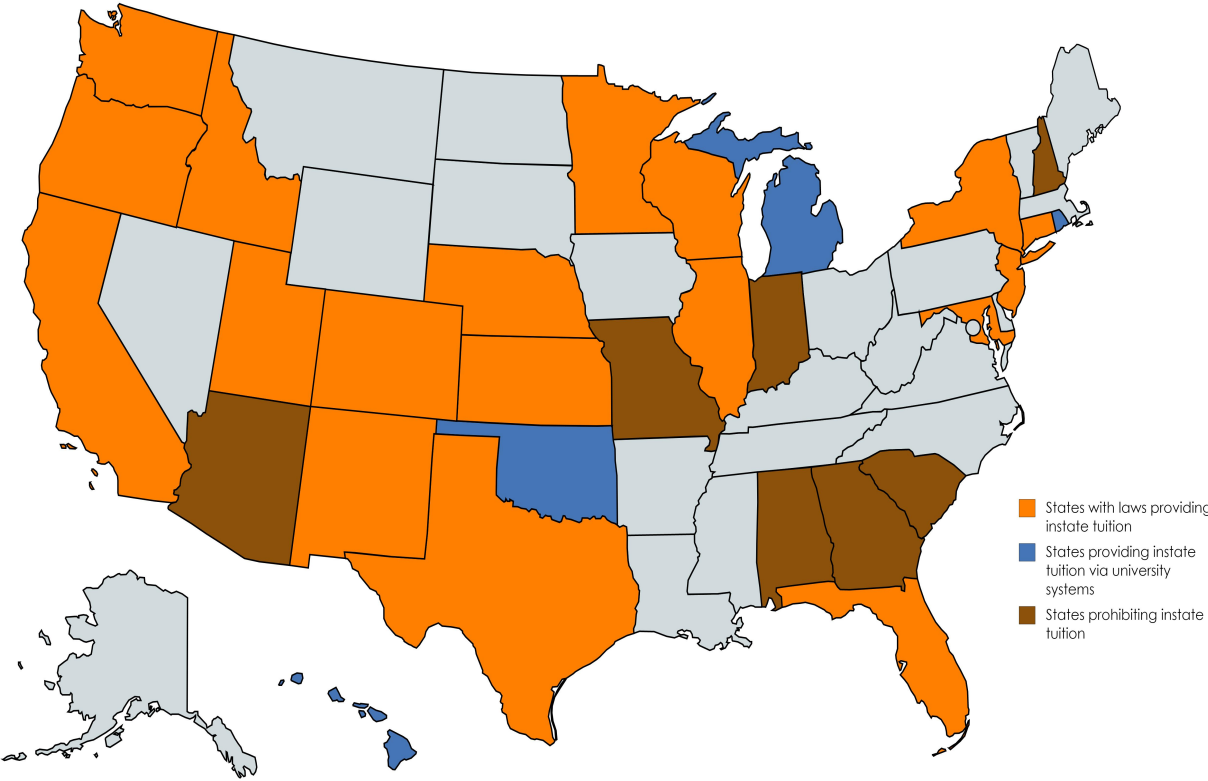 States with laws providing
instate tuition
States providing instate
tuition via university
systems
States prohibiting instate
tuition